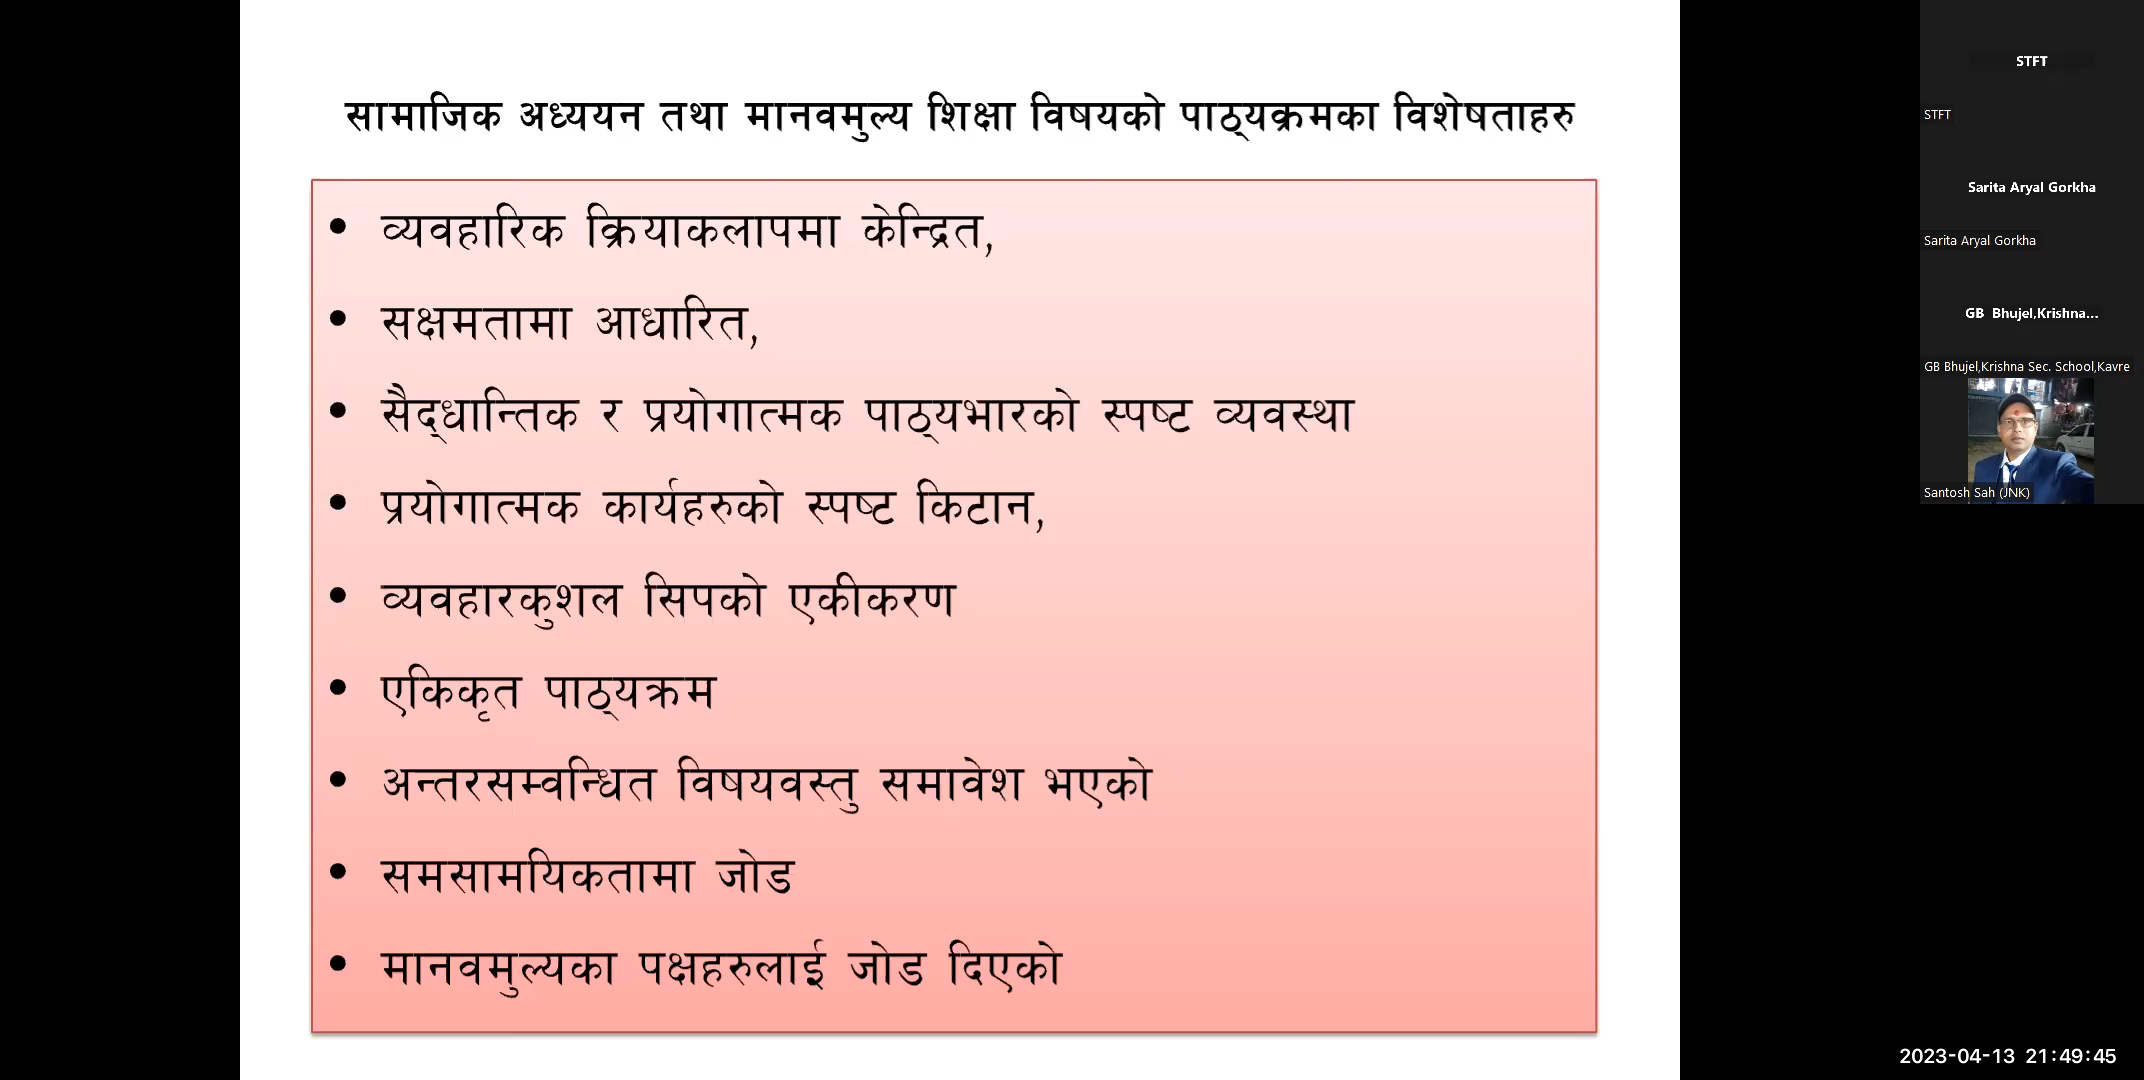 सामाजिक अध्ययन तथा मानवमुल्य शिक्षा विषयको पाठ्यक्रमका विशेषताहरु
• व्यवहारिक क्रियाकलापमा केन्द्रित,
• सक्षमतामा आधारित,
• सैद्धान्तिक र प्रयोगात्मक पाठ्यभारको स्पष्ट व्यवस्था
• प्रयोगात्मक कार्यहरुको स्पष्ट किटान,
• व्यवहारकुशल सिपको एकीकरण
• एकिकृत पाठ्यक्रम
• अन्तरसम्वन्धित विषयवस्तु समावेश भएको
• समसामयिकतामा जोड
• मानवमुल्यका पक्षहरुलाई जोड दिएको
STFT
STFT
Sarita Aryal Gorkha
Sarita Aryal Gorkha
GB Bhujel,Krishna...
GB Bhujel,Krishna Sec. School,Kavre
Santosh Sah (JNK)
2023-04-13 21:49:45